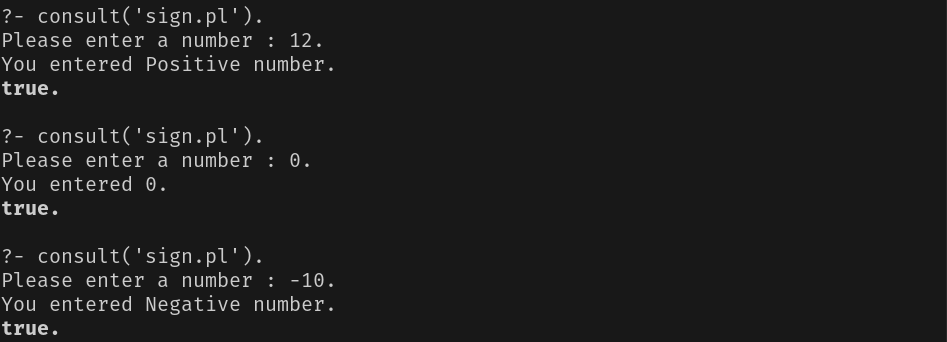 ?- consult('sign.pl').
Please enter a number : 12.
You entered Positive number.
true.
?- consult('sign.pl').
Please enter a number : 0.
You entered 0.
true.
?- consult('sign.pl').
Please enter a number : -10.
You entered Negative number.
true.